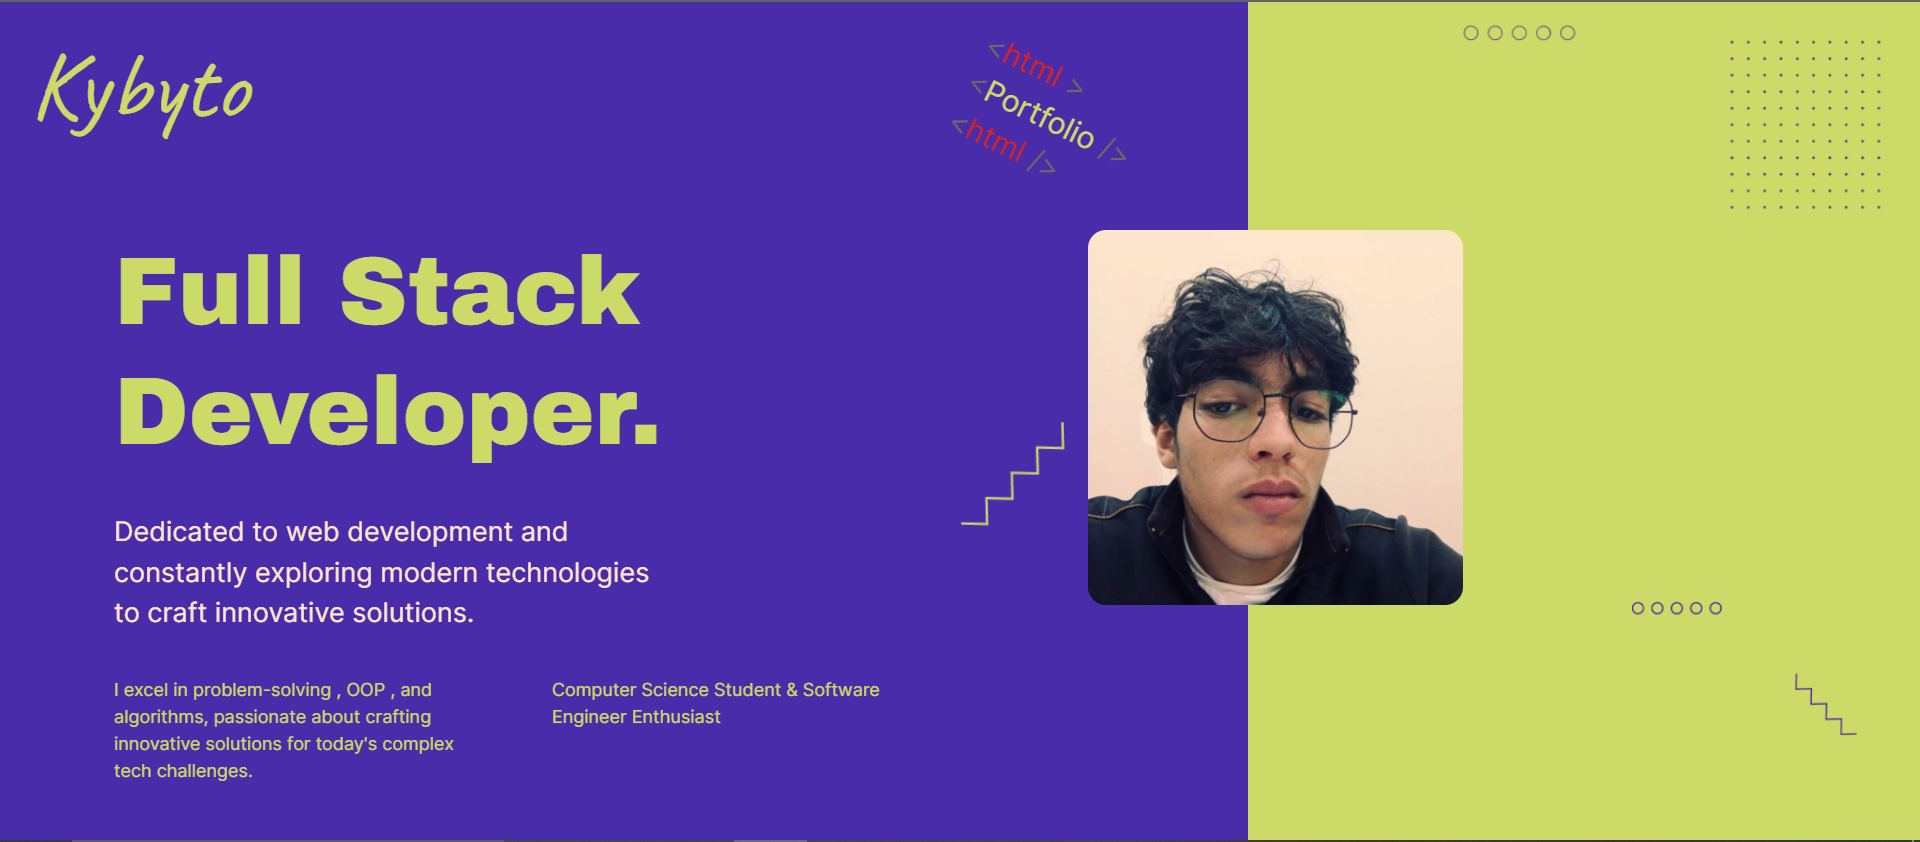 Kybyto
<html >
<Portfolio />
<html />
Full Stack
Developer.
Dedicated to web development and
constantly exploring modern technologies
to craft innovative solutions.
I excel in problem-solving , OOP , and
algorithms, passionate about crafting
innovative solutions for today's complex
tech challenges.
Computer Science Student & Software
Engineer Enthusiast